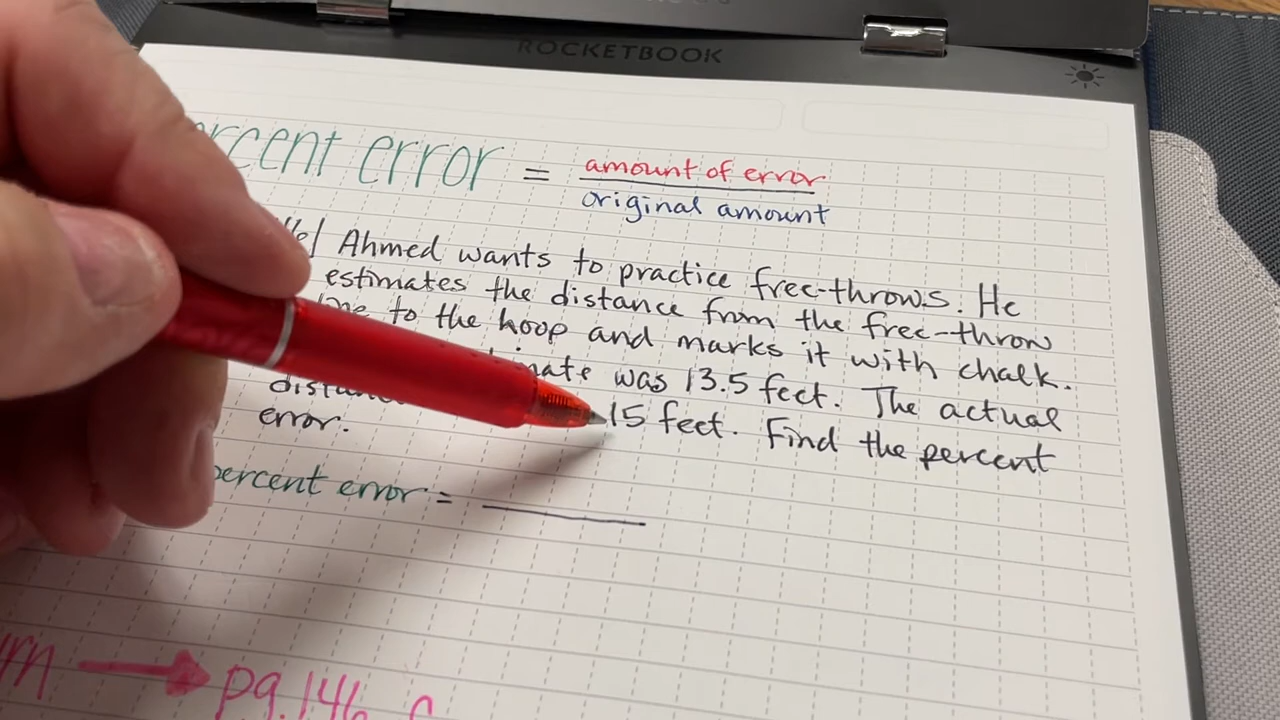 ROCKETBOOK
ercent error = amount of error
original amount
Ahmed wants to practice free-throws. He
estimates the distance from the free-throw
to the hoop and marks it with chalk.
was 13.5 feet. The actual
15 feet. Find the percent
error.
percent error =
pg. 146